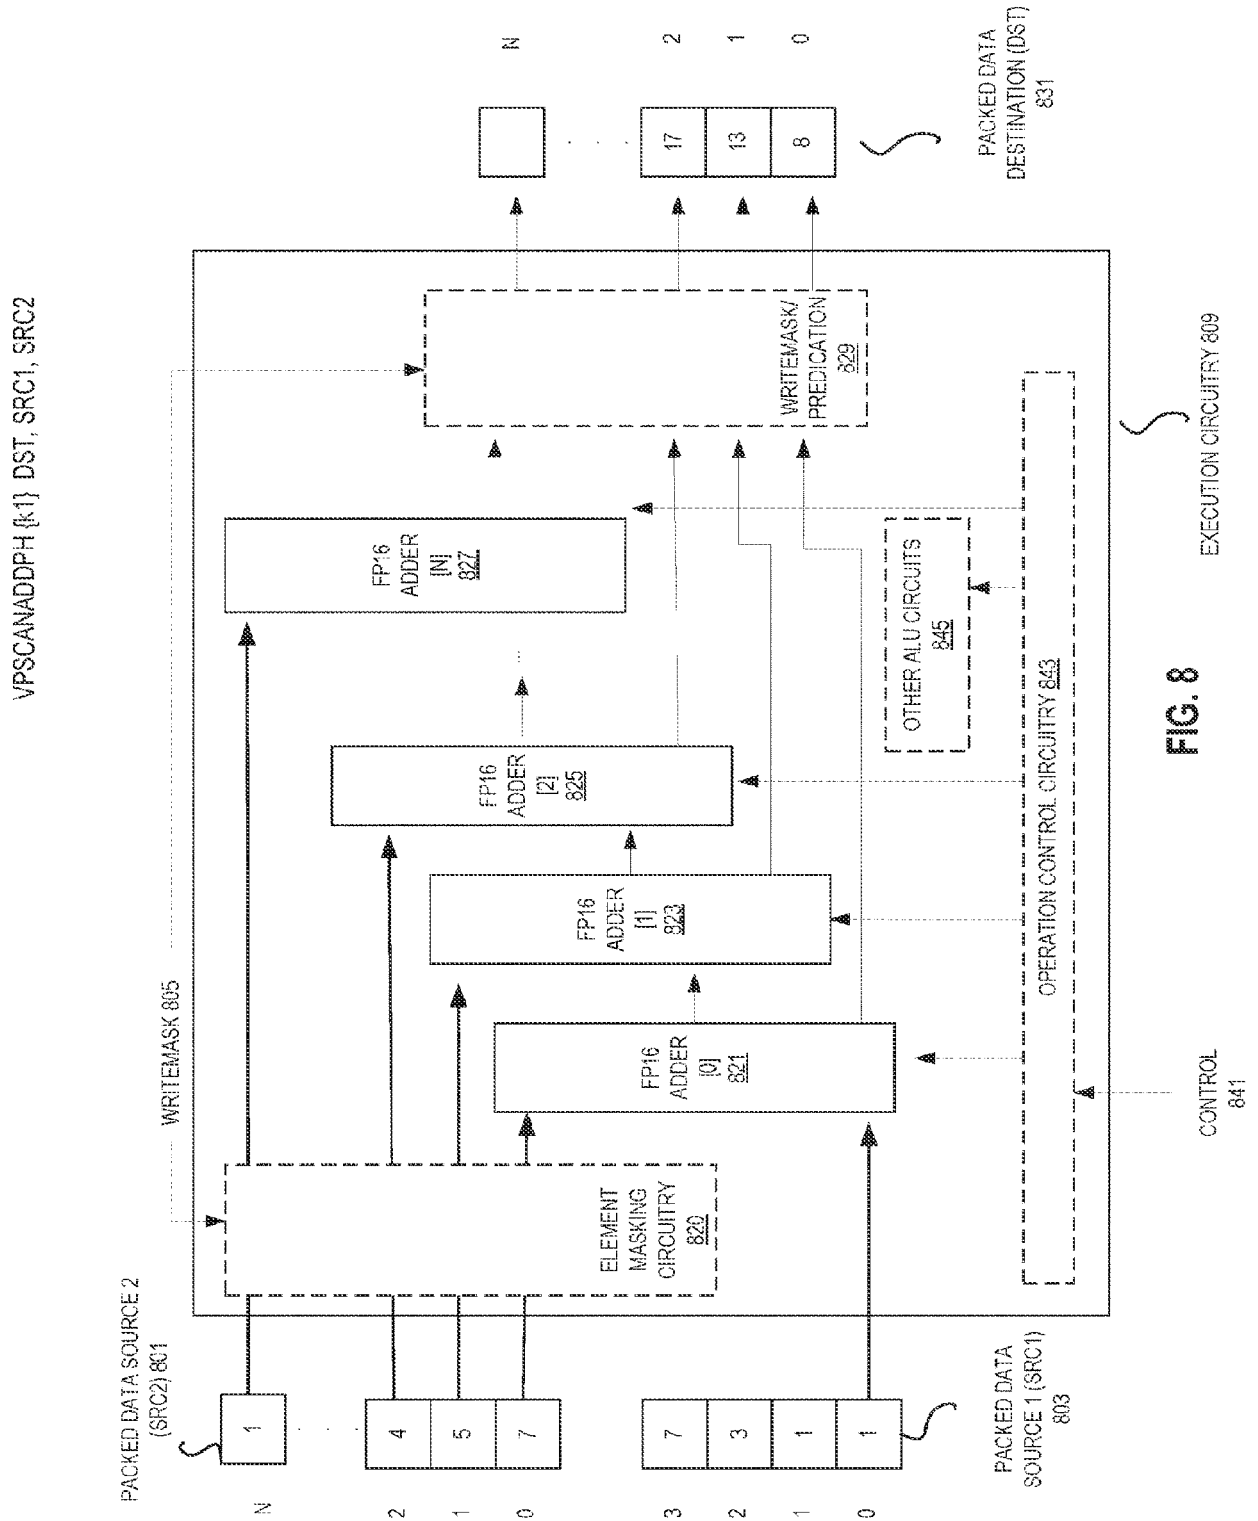 VPSCANADDPH {k1} DST, SRC1, SRC2
PACKED DATA SOURCE 2
(SRC2) 801
N
2
1
0
1
4
5
7
3
2
1
0
7
3
1
1
PACKED DATA
SOURCE 1 (SRC1)
803
WRITEMASK 805
ELEMENT
MASKING
CIRCUITRY
820
FP16
ADDER
[0]
821
FP16
ADDER
[1]
823
FP16
ADDER
[2]
825
FP16
ADDER
[N]
827
WRITEMASK/
PREDICATION
829
OTHER ALU CIRCUITS
845
OPERATION CONTROL CIRCUITRY 843
CONTROL
841
EXECUTION CIRCUITRY 809
N
2
1
0
17
13
8
PACKED DATA
DESTINATION (DST)
831
FIG. 8